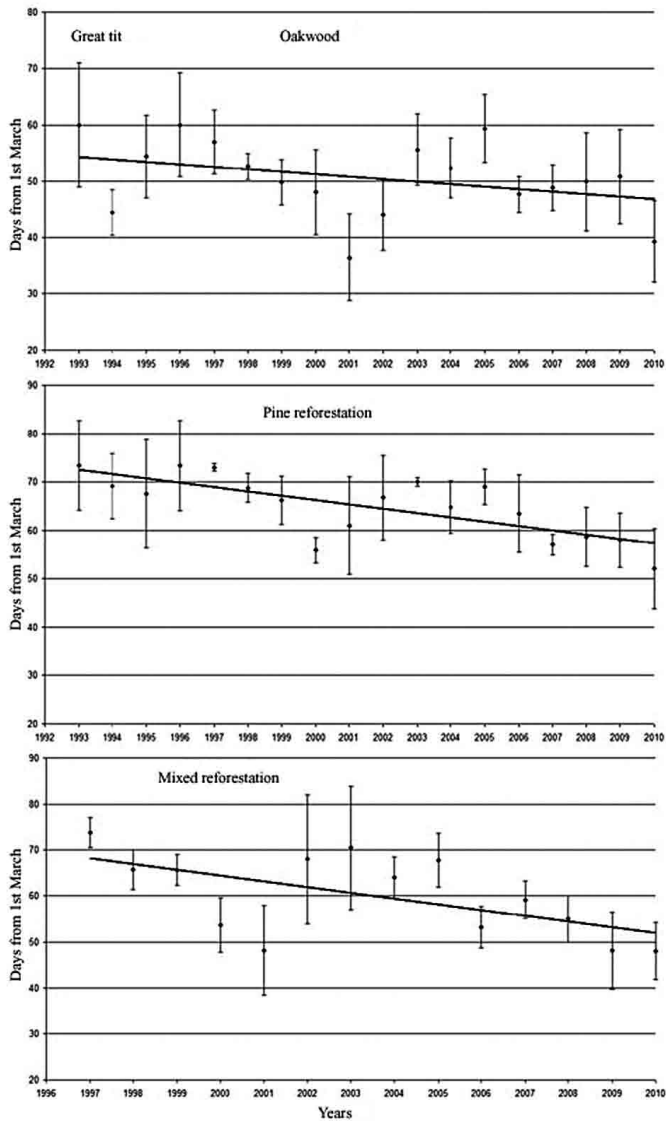 Great tit Oakwood
80
70
60
50
40
30
20
Days from 1st March
1992 1993 1994 1995 1996 1997 1998 1999 2000 2001 2002 2003 2004 2005 2006 2007 2008 2009 2010
Pine reforestation
90
80
70
60
50
40
30
20
Days from 1st March
1992 1993 1994 1995 1996 1997 1998 1999 2000 2001 2002 2003 2004 2005 2006 2007 2008 2009 2010
Mixed reforestation
90
80
70
60
50
40
30
20
Days from 1st March
1996 1997 1998 1999 2000 2001 2002 2003 2004 2005 2006 2007 2008 2009 2010
Years